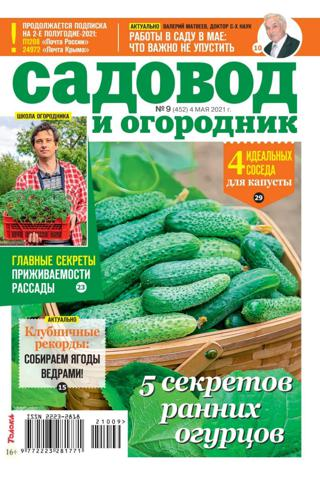 !
ПРОДОЛЖАЕТСЯ ПОДПИСКА
НА 2-Е ПОЛУГОДИЕ-2021:
П1208 «Почта России»
24972 «Почта Крыма»
АКТУАЛЬНО
ВАЛЕРИЙ МАТВЕЕВ, ДОКТОР С-Х НАУК
РАБОТЫ В САДУ В МАЕ:
ЧТО ВАЖНО НЕ УПУСТИТЬ
10
САДОВОД
И ОГОРОДНИК
№ 9 (452) 4 МАЯ 2021 г.
ШКОЛА ОГОРОДНИКА
4 ИДЕАЛЬНЫХ
СОСЕДА
для капусты
29
ГЛАВНЫЕ СЕКРЕТЫ
ПРИЖИВАЕМОСТИ
РАССАДЫ
23
АКТУАЛЬНО
Клубничные
рекорды:
СОБИРАЕМ ЯГОДЫ
ВЕДРАМИ!
15
5 секретов
ранних
огурцов
Толока
16+
ISSN 2223-2818
21009
9 772223 281771